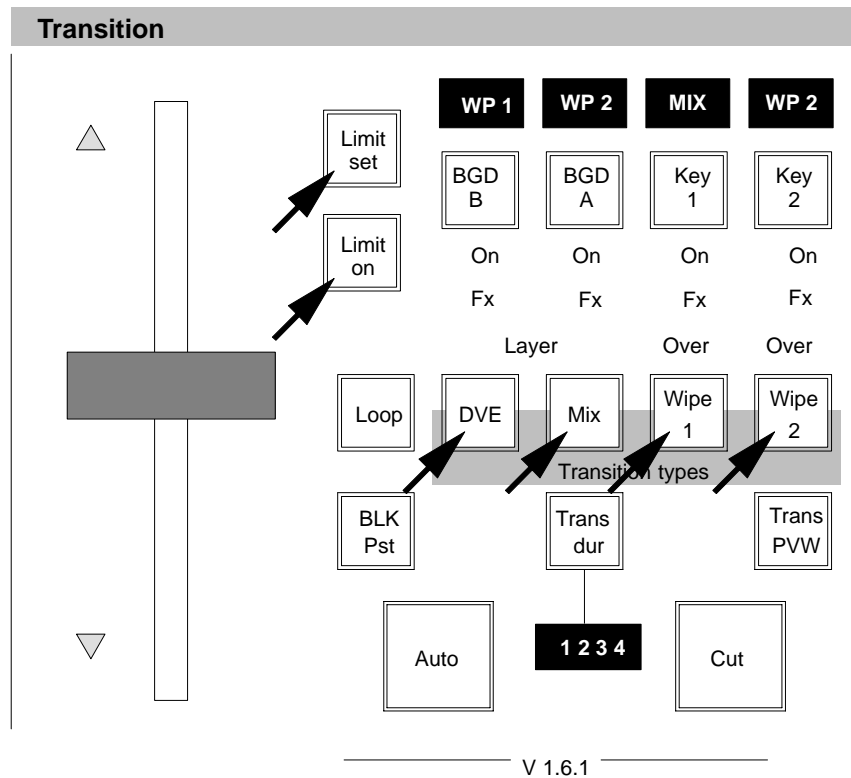 Transition
WP 1 WP 2 MIX WP 2
Limit
set
BGD
B
BGD
A
Key
1
Key
2
Limit
on
On On On On
Fx Fx Fx Fx
Layer Over Over
Loop
DVE
Mix
Wipe
1
Wipe
2
Transition types
BLK
Pst
Trans
dur
Trans
PVW
Auto
1 2 3 4
Cut
V 1.6.1